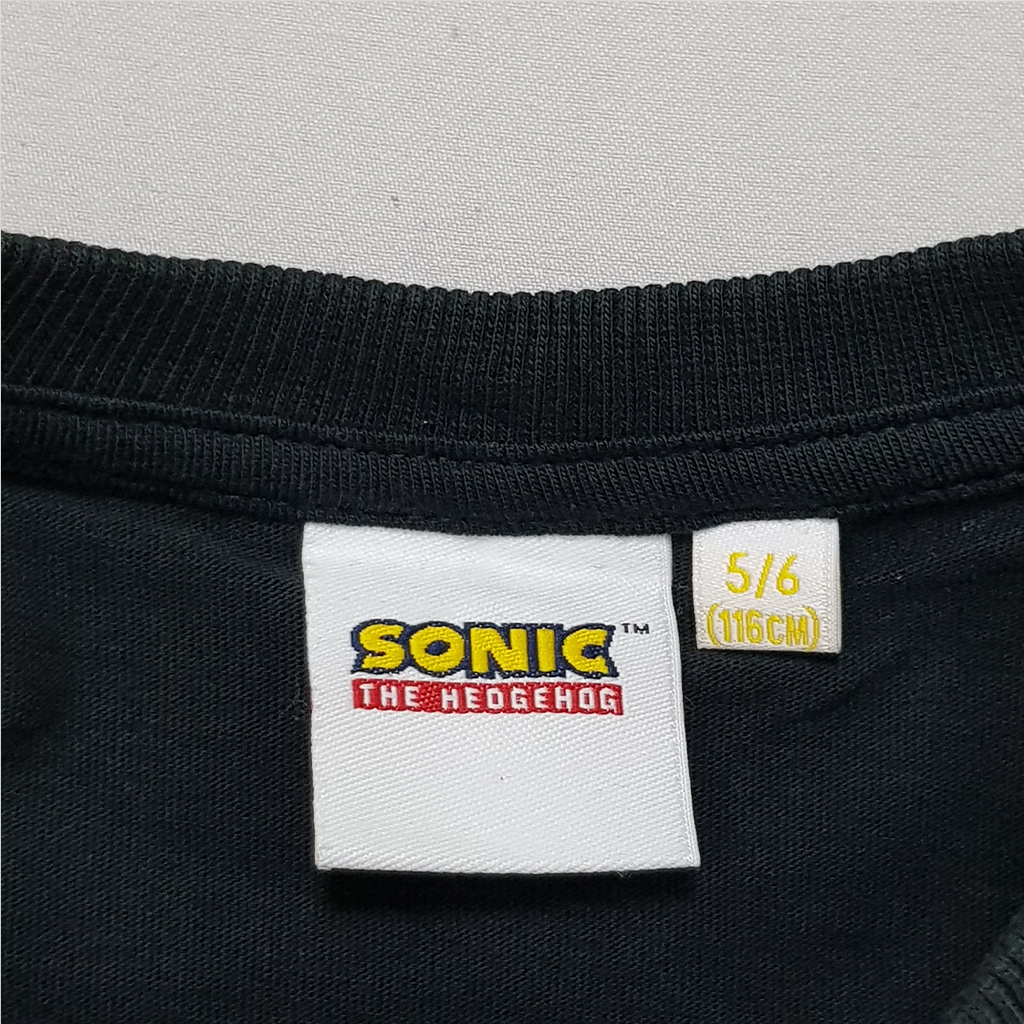 SONIC™
THE HEDGEHOG
5/6
(116CM)